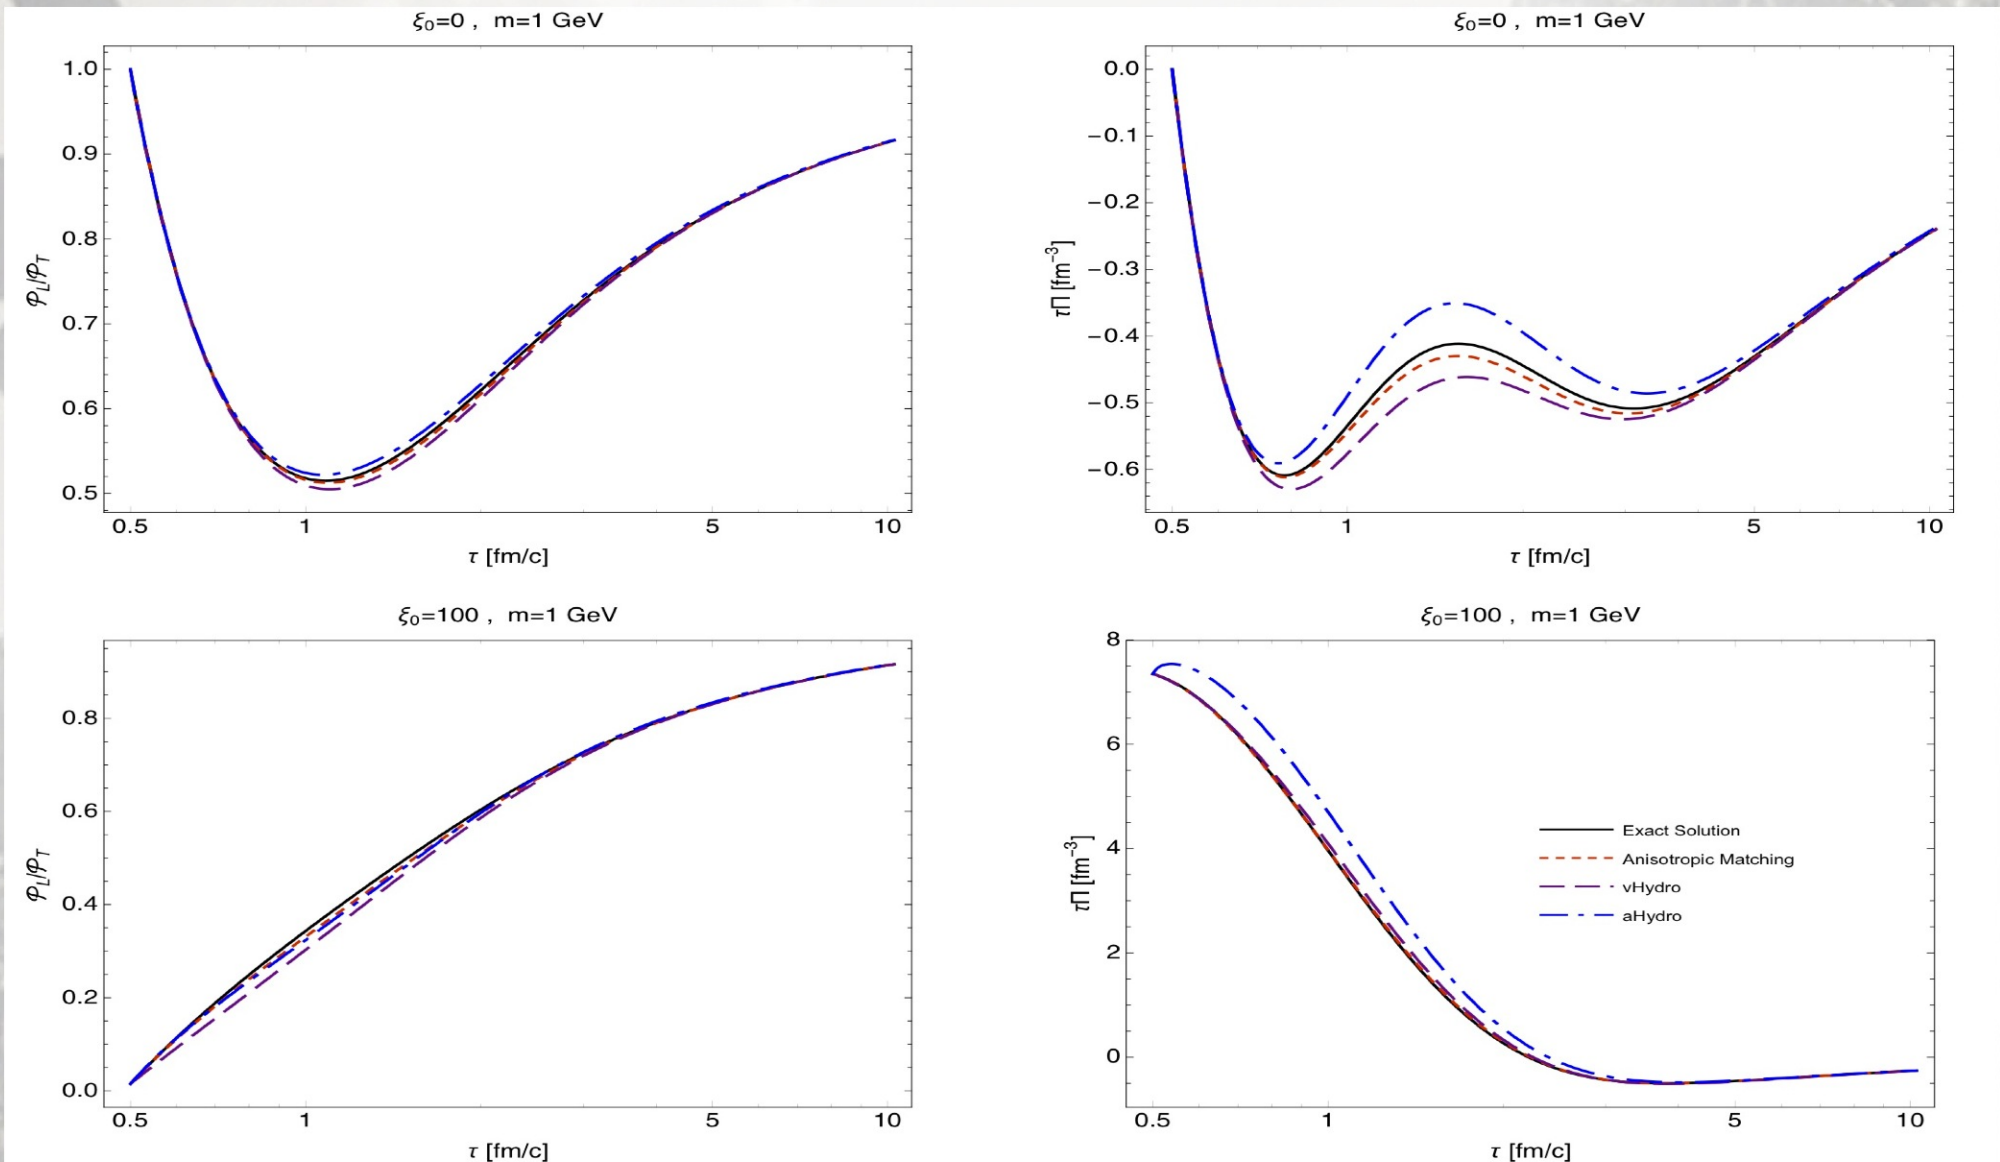 ξ₀=0 , m=1 GeV
1.0
0.9
0.8
0.7
0.6
0.5
𝒫L/𝒫T
0.5 1 5 10
τ [fm/c]
ξ₀=0 , m=1 GeV
0.0
−0.1
−0.2
−0.3
−0.4
−0.5
−0.6
τΠ [fm⁻³]
0.5 1 5 10
τ [fm/c]
ξ₀=100 , m=1 GeV
0.8
0.6
0.4
0.2
0.0
𝒫L/𝒫T
0.5 1 5 10
τ [fm/c]
ξ₀=100 , m=1 GeV
8
6
4
2
0
τΠ [fm⁻³]
Exact Solution
Anisotropic Matching
vHydro
aHydro
0.5 1 5 10
τ [fm/c]